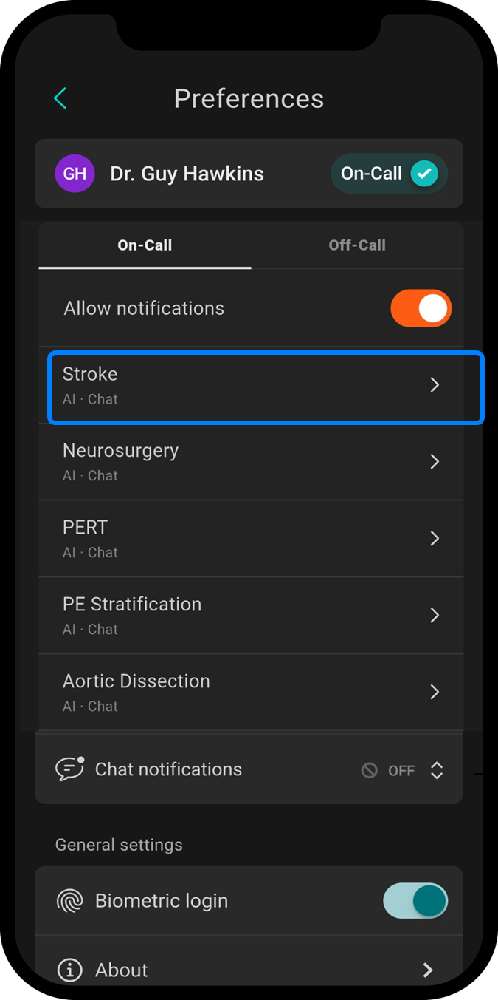 Preferences
GH Dr. Guy Hawkins On-Call
On-Call Off-Call
Allow notifications
Stroke
AI · Chat
Neurosurgery
AI · Chat
PERT
AI · Chat
PE Stratification
AI · Chat
Aortic Dissection
AI · Chat
Chat notifications OFF
General settings
Biometric login
About